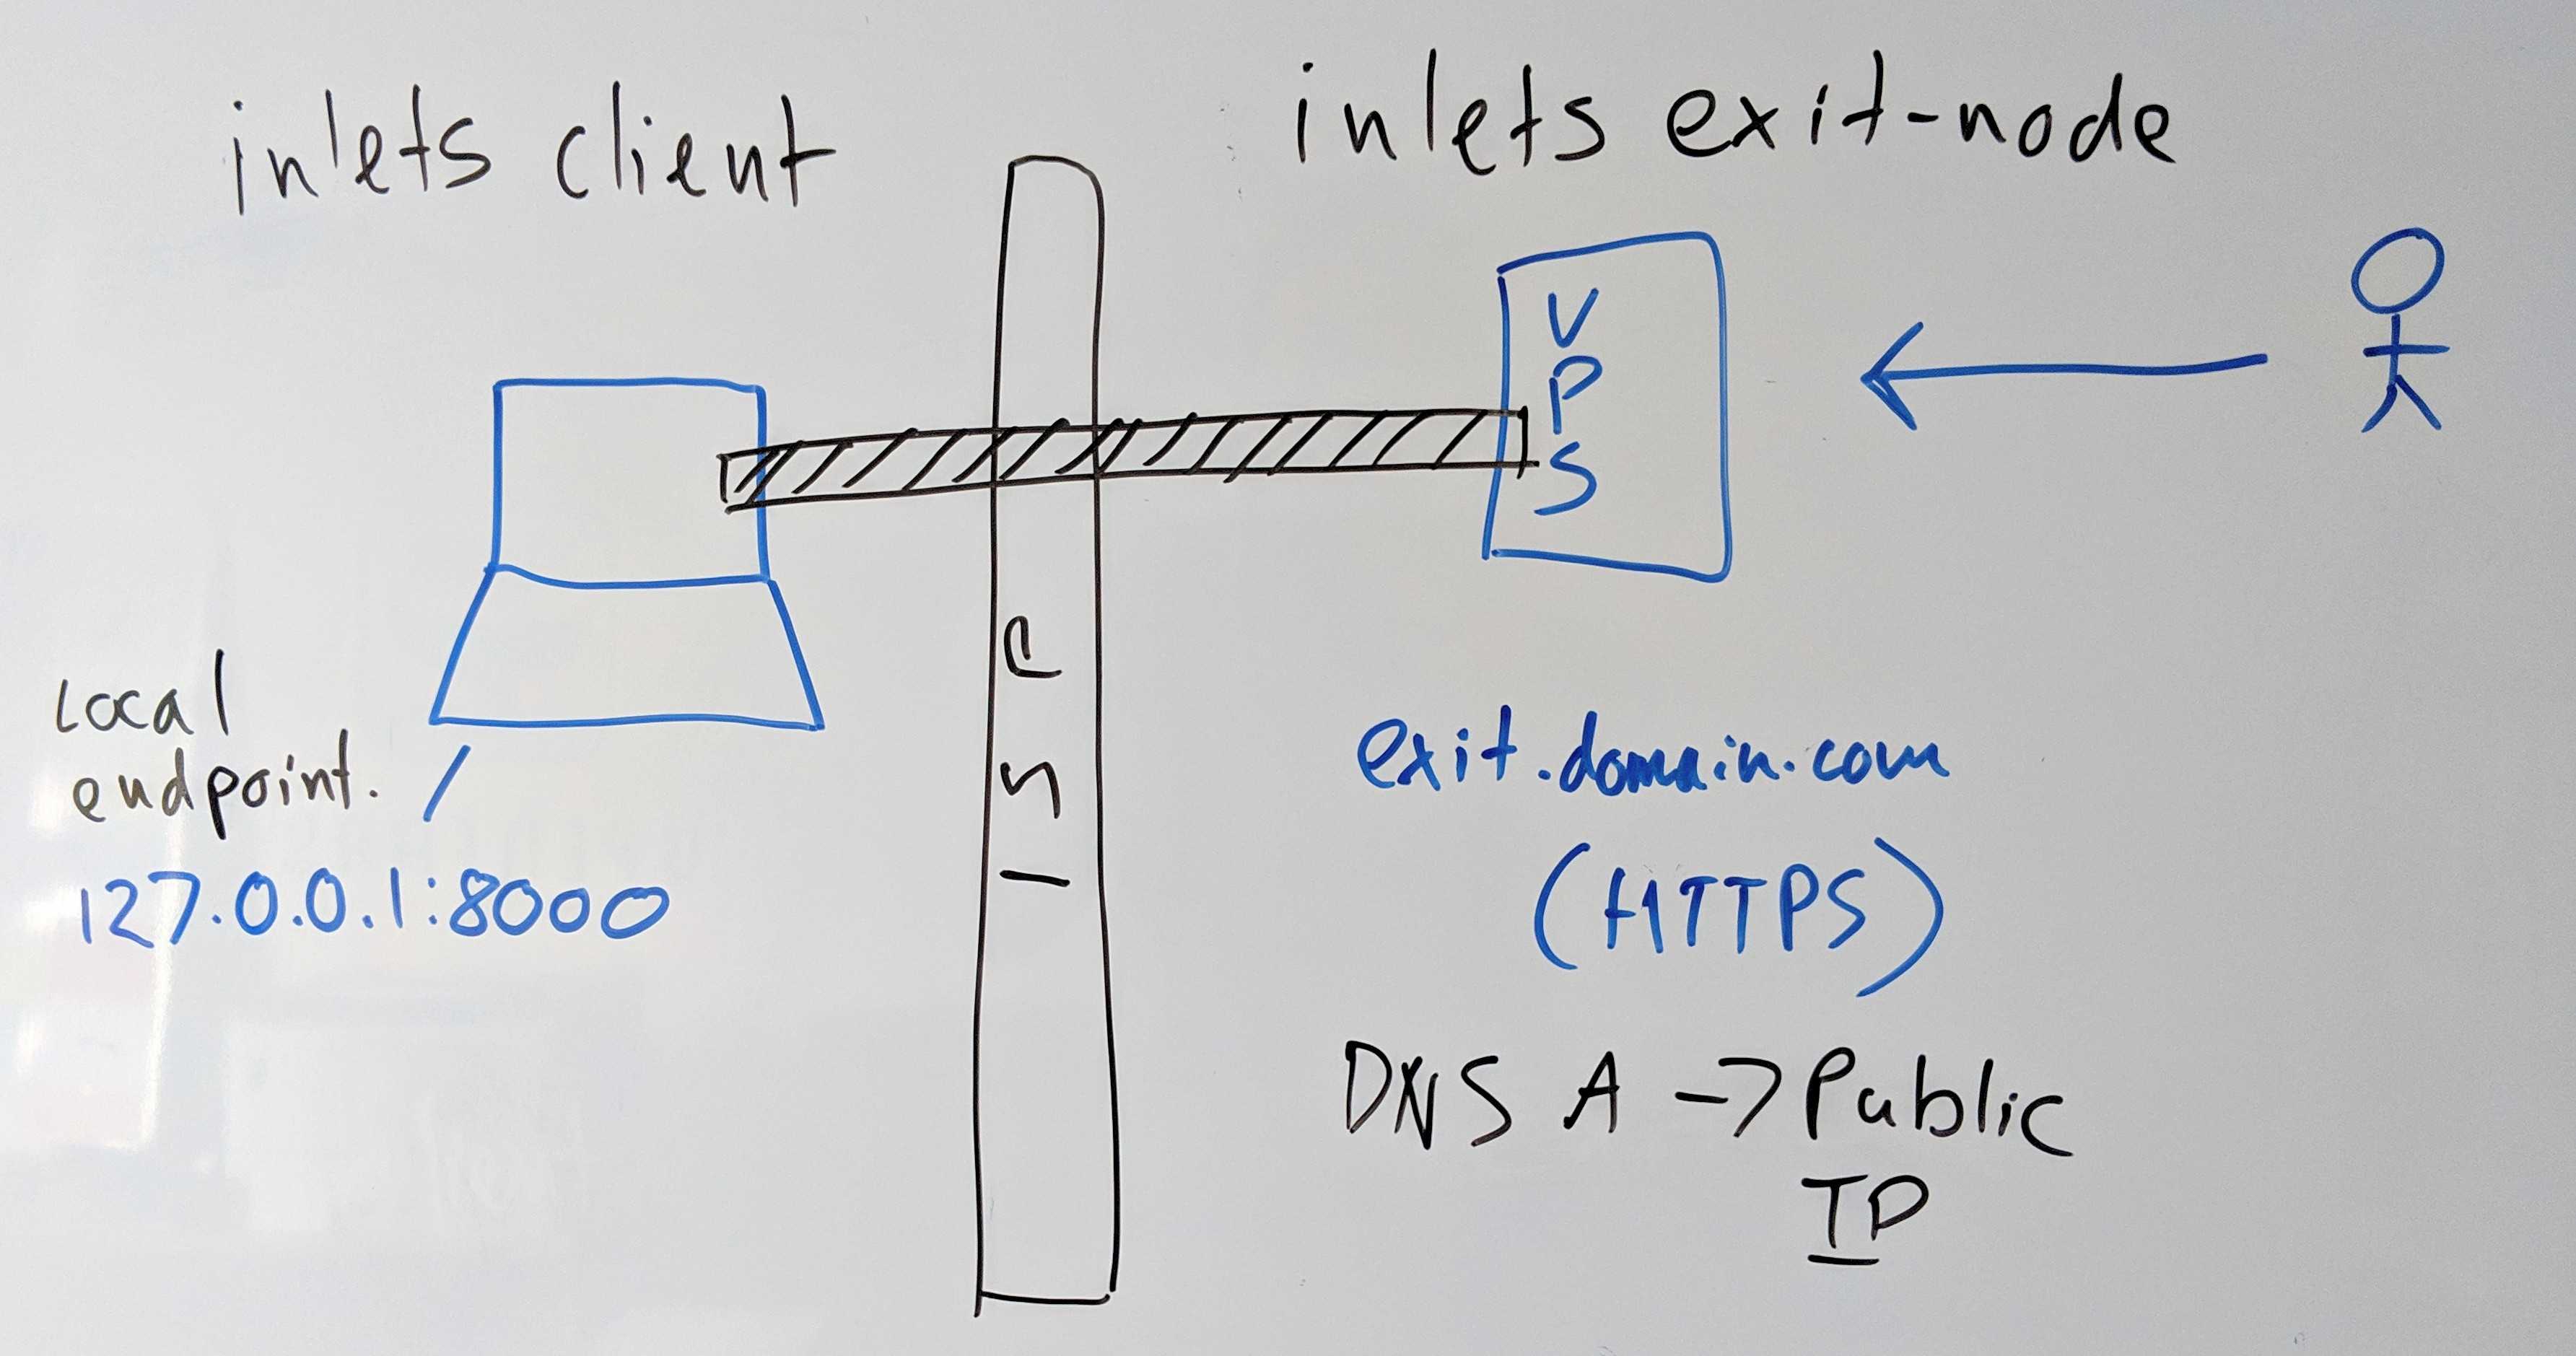 inlets client
inlets exit-node
VPS
ISP
Local
endpoint.
127.0.0.1:8000
exit.domain.com
(HTTPS)
DNS A -> Public
IP